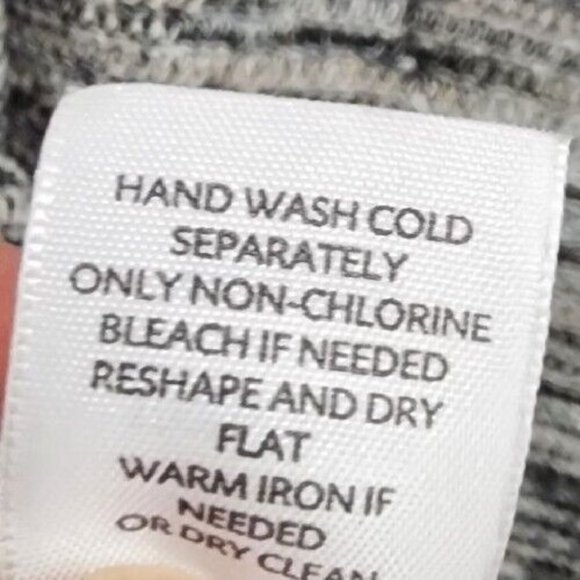 HAND WASH COLD
SEPARATELY
ONLY NON-CHLORINE
BLEACH IF NEEDED
RESHAPE AND DRY
FLAT
WARM IRON IF
NEEDED
OR DRY CLEAN